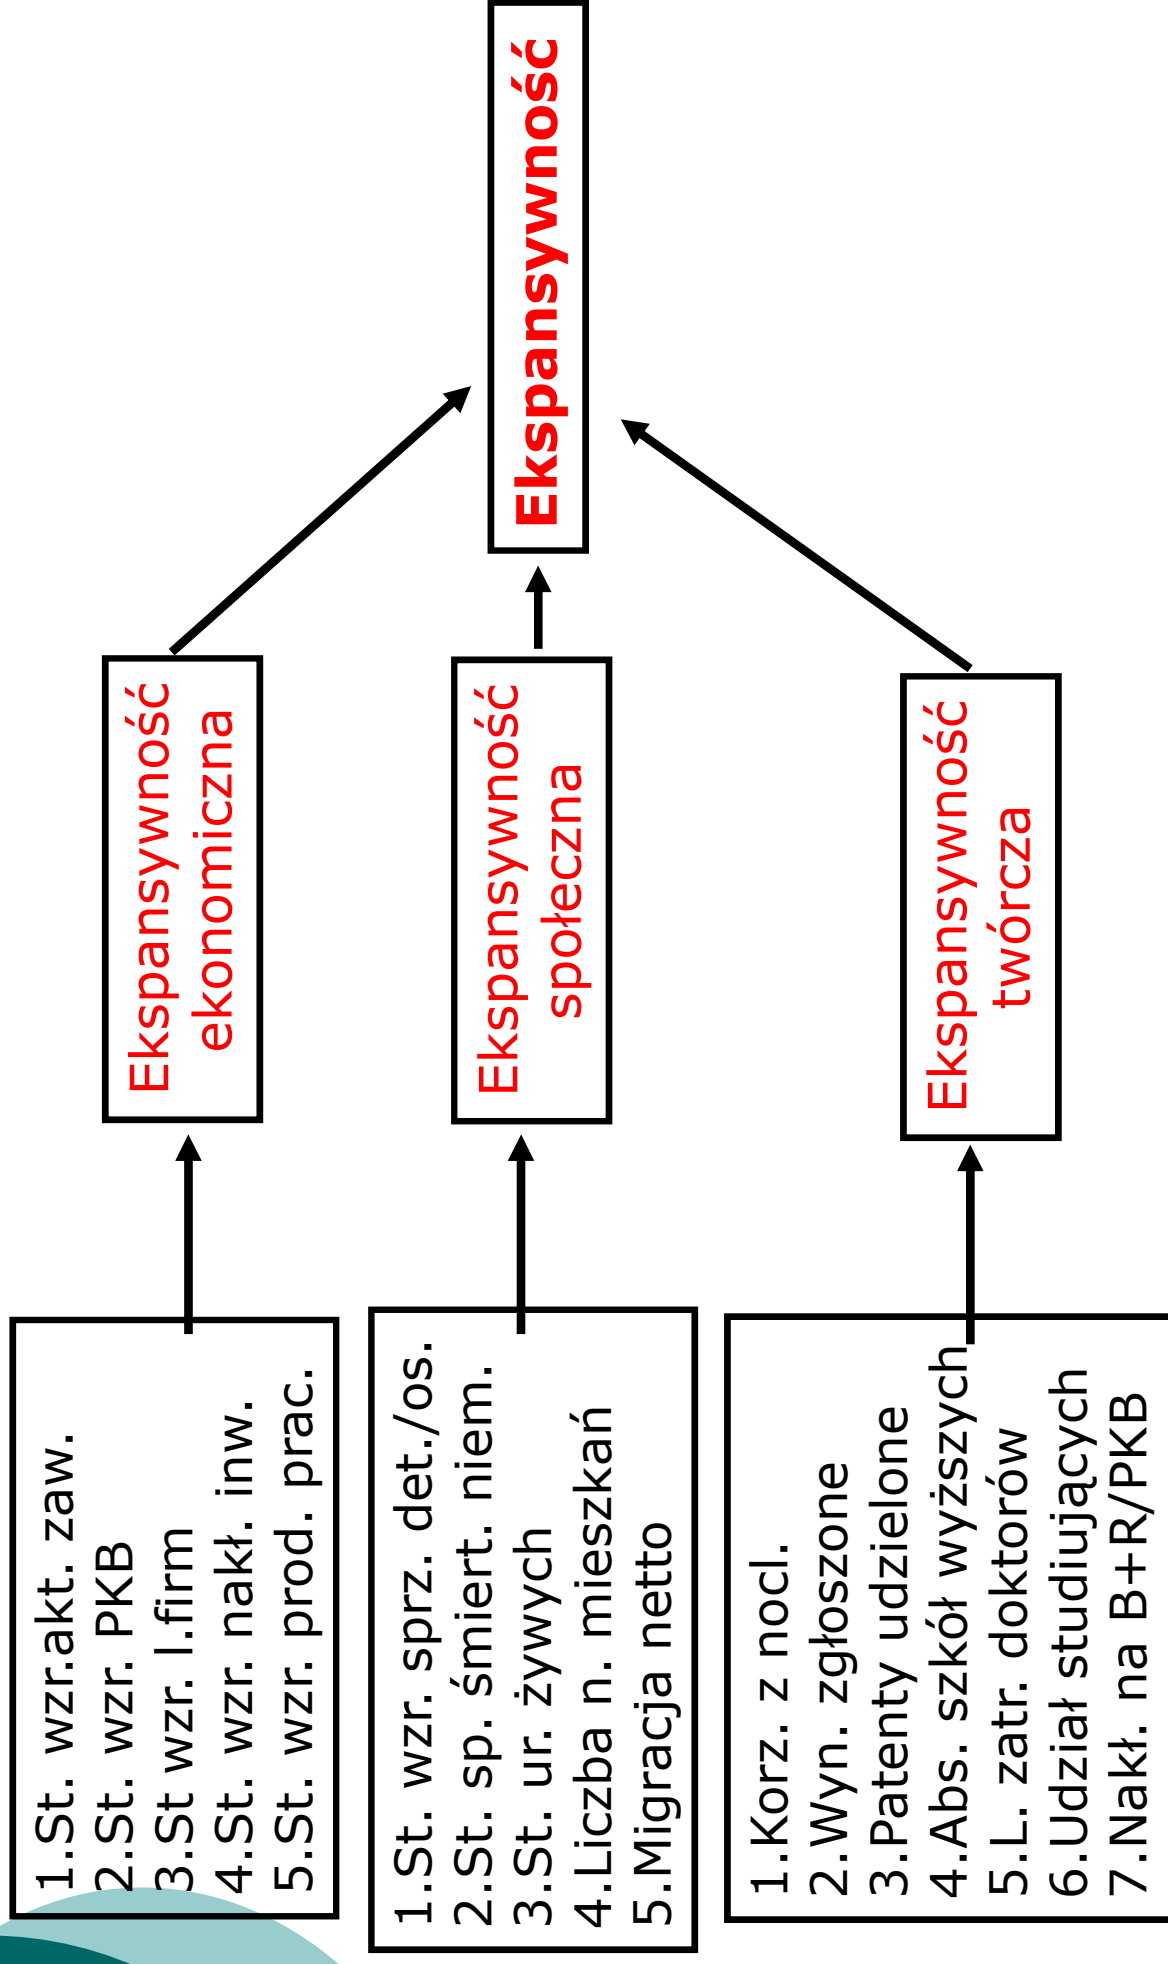 1.St. wzr.akt. zaw.
2.St. wzr. PKB
3.St wzr. l.firm
4.St. wzr. nakł. inw.
5.St. wzr. prod. prac.
Ekspansywność
ekonomiczna
1.St. wzr. sprz. det./os.
2.St. sp. śmiert. niem.
3.St. ur. żywych
4.Liczba n. mieszkań
5.Migracja netto
Ekspansywność
społeczna
Ekspansywność
1.Korz. z nocl.
2.Wyn. zgłoszone
3.Patenty udzielone
4.Abs. szkół wyższych
5.L. zatr. doktorów
6.Udział studiujących
7.Nakł. na B+R/PKB
Ekspansywność
twórcza